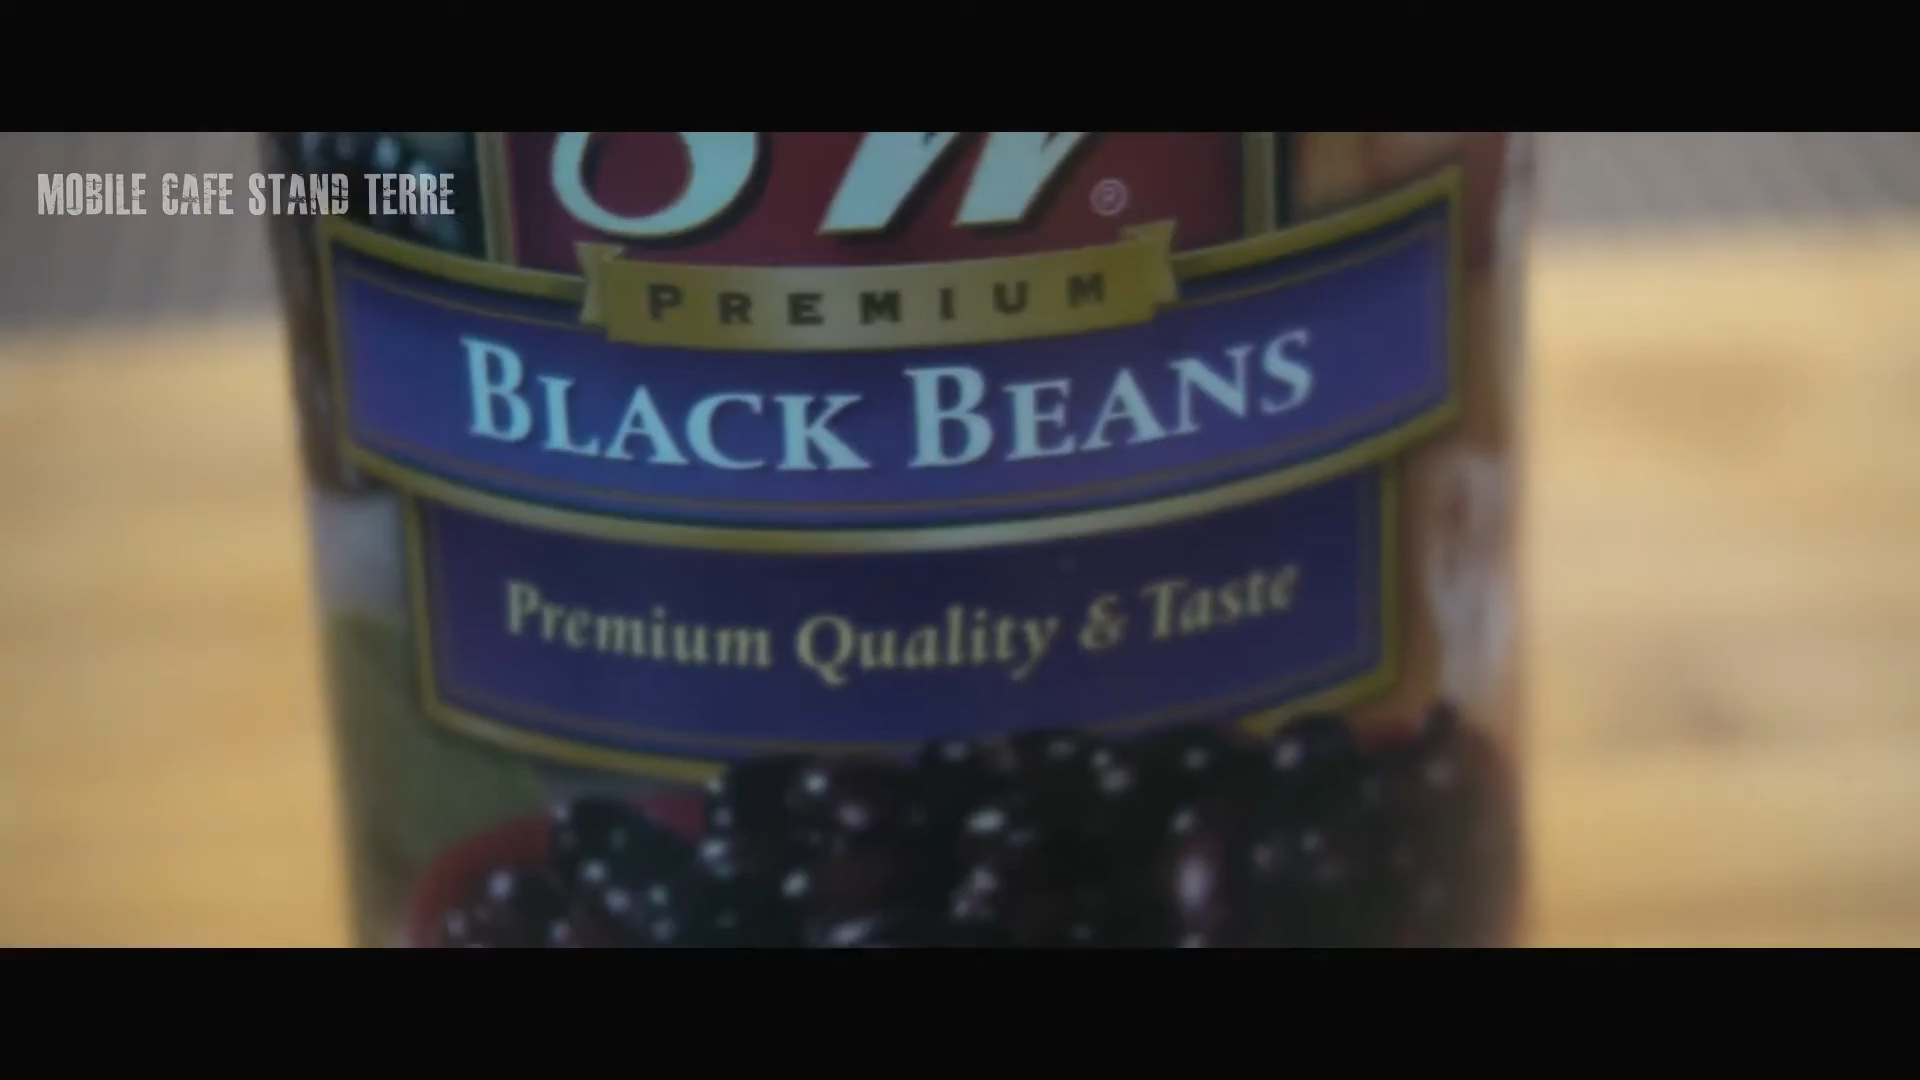 MOBILE CAFE STAND TERRE
W®
PREMIUM
BLACK BEANS
Premium Quality & Taste